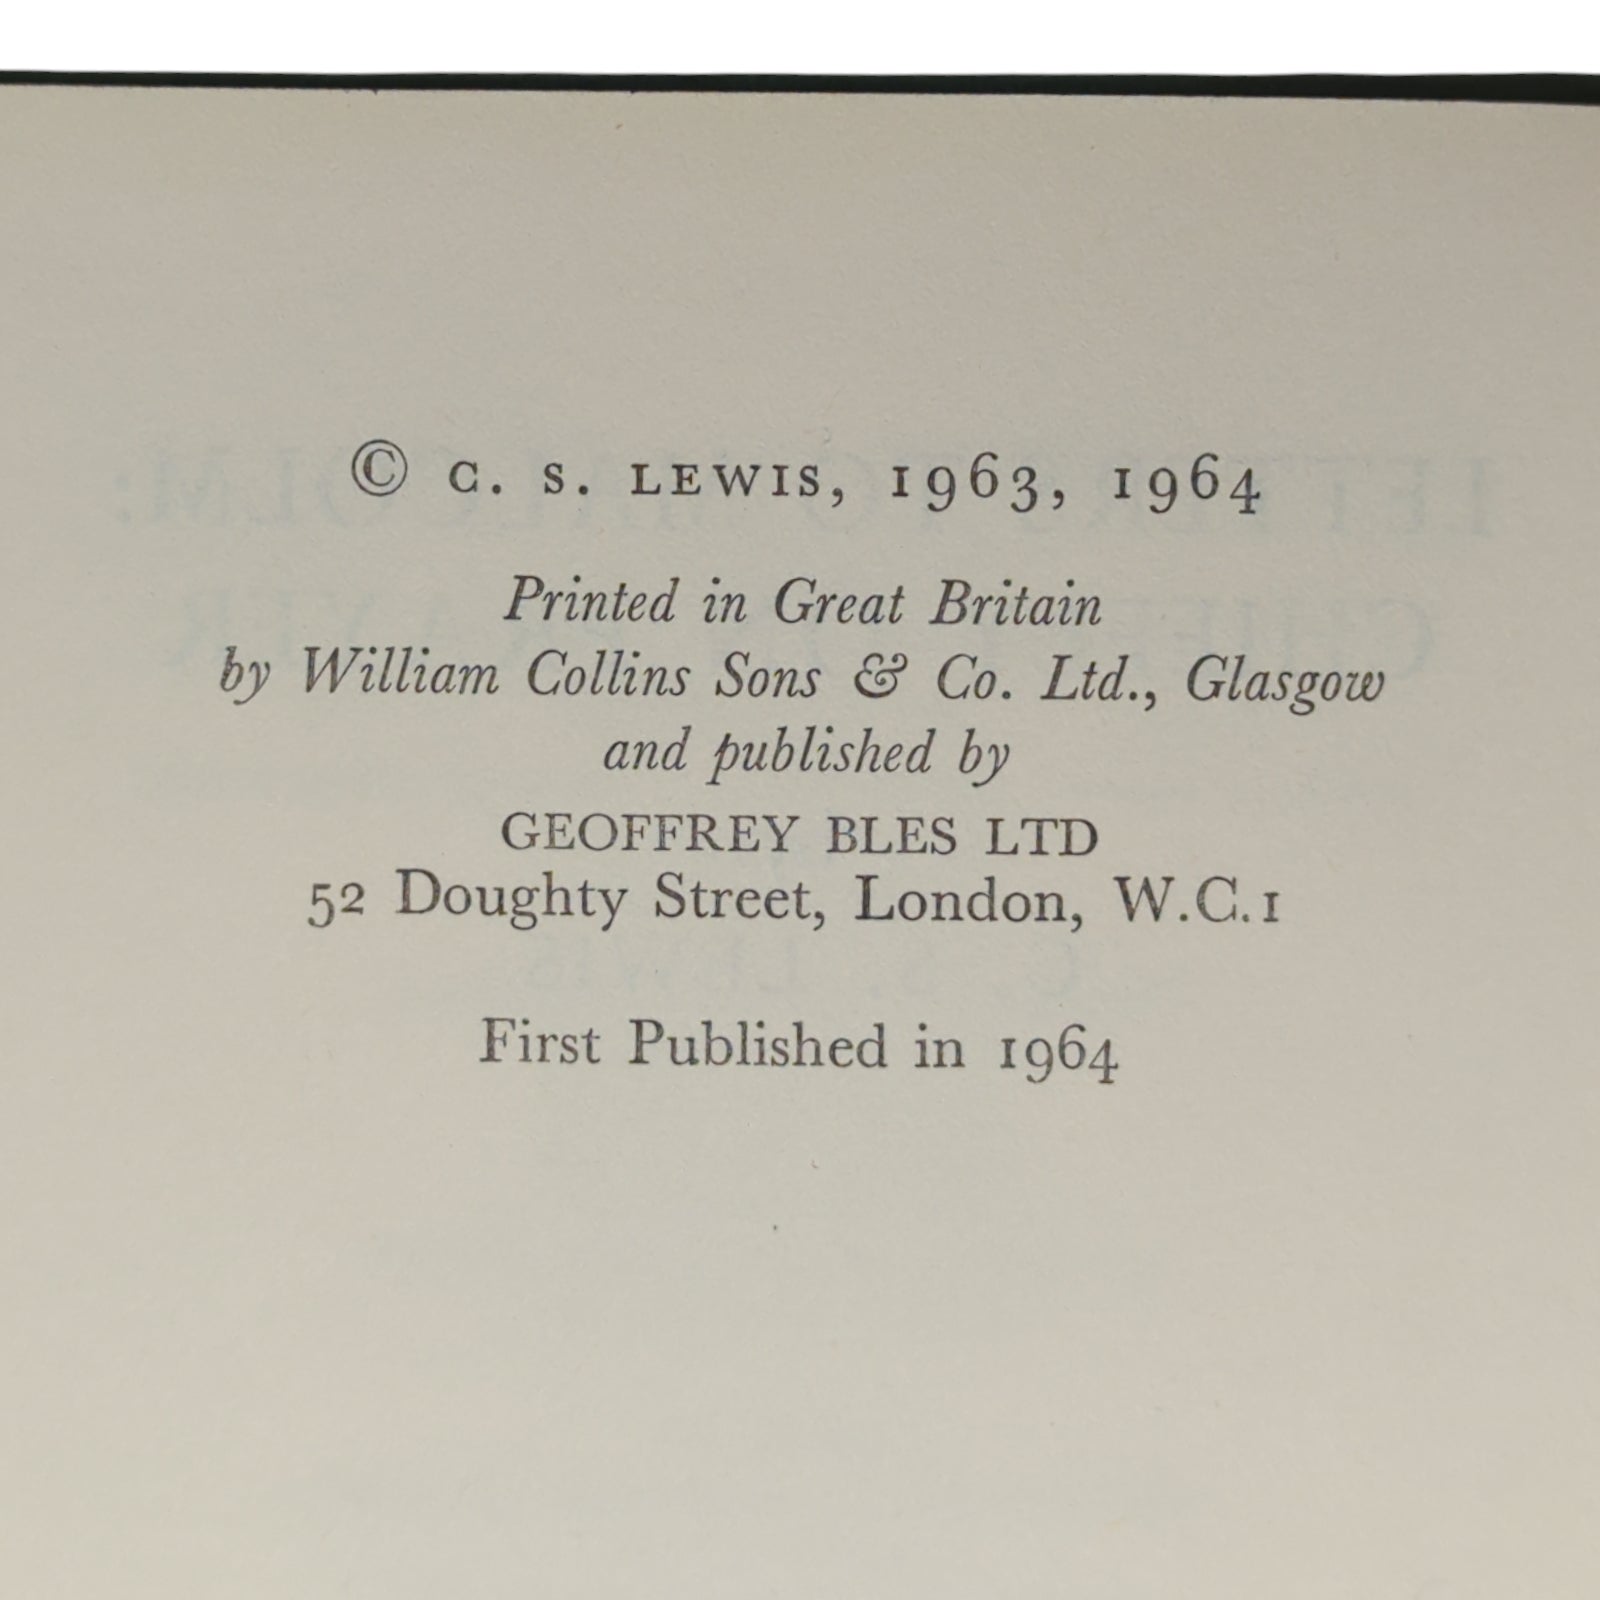 © C. S. LEWIS, 1963, 1964
Printed in Great Britain
by William Collins Sons & Co. Ltd., Glasgow
and published by
GEOFFREY BLES LTD
52 Doughty Street, London, W.C.1
First Published in 1964